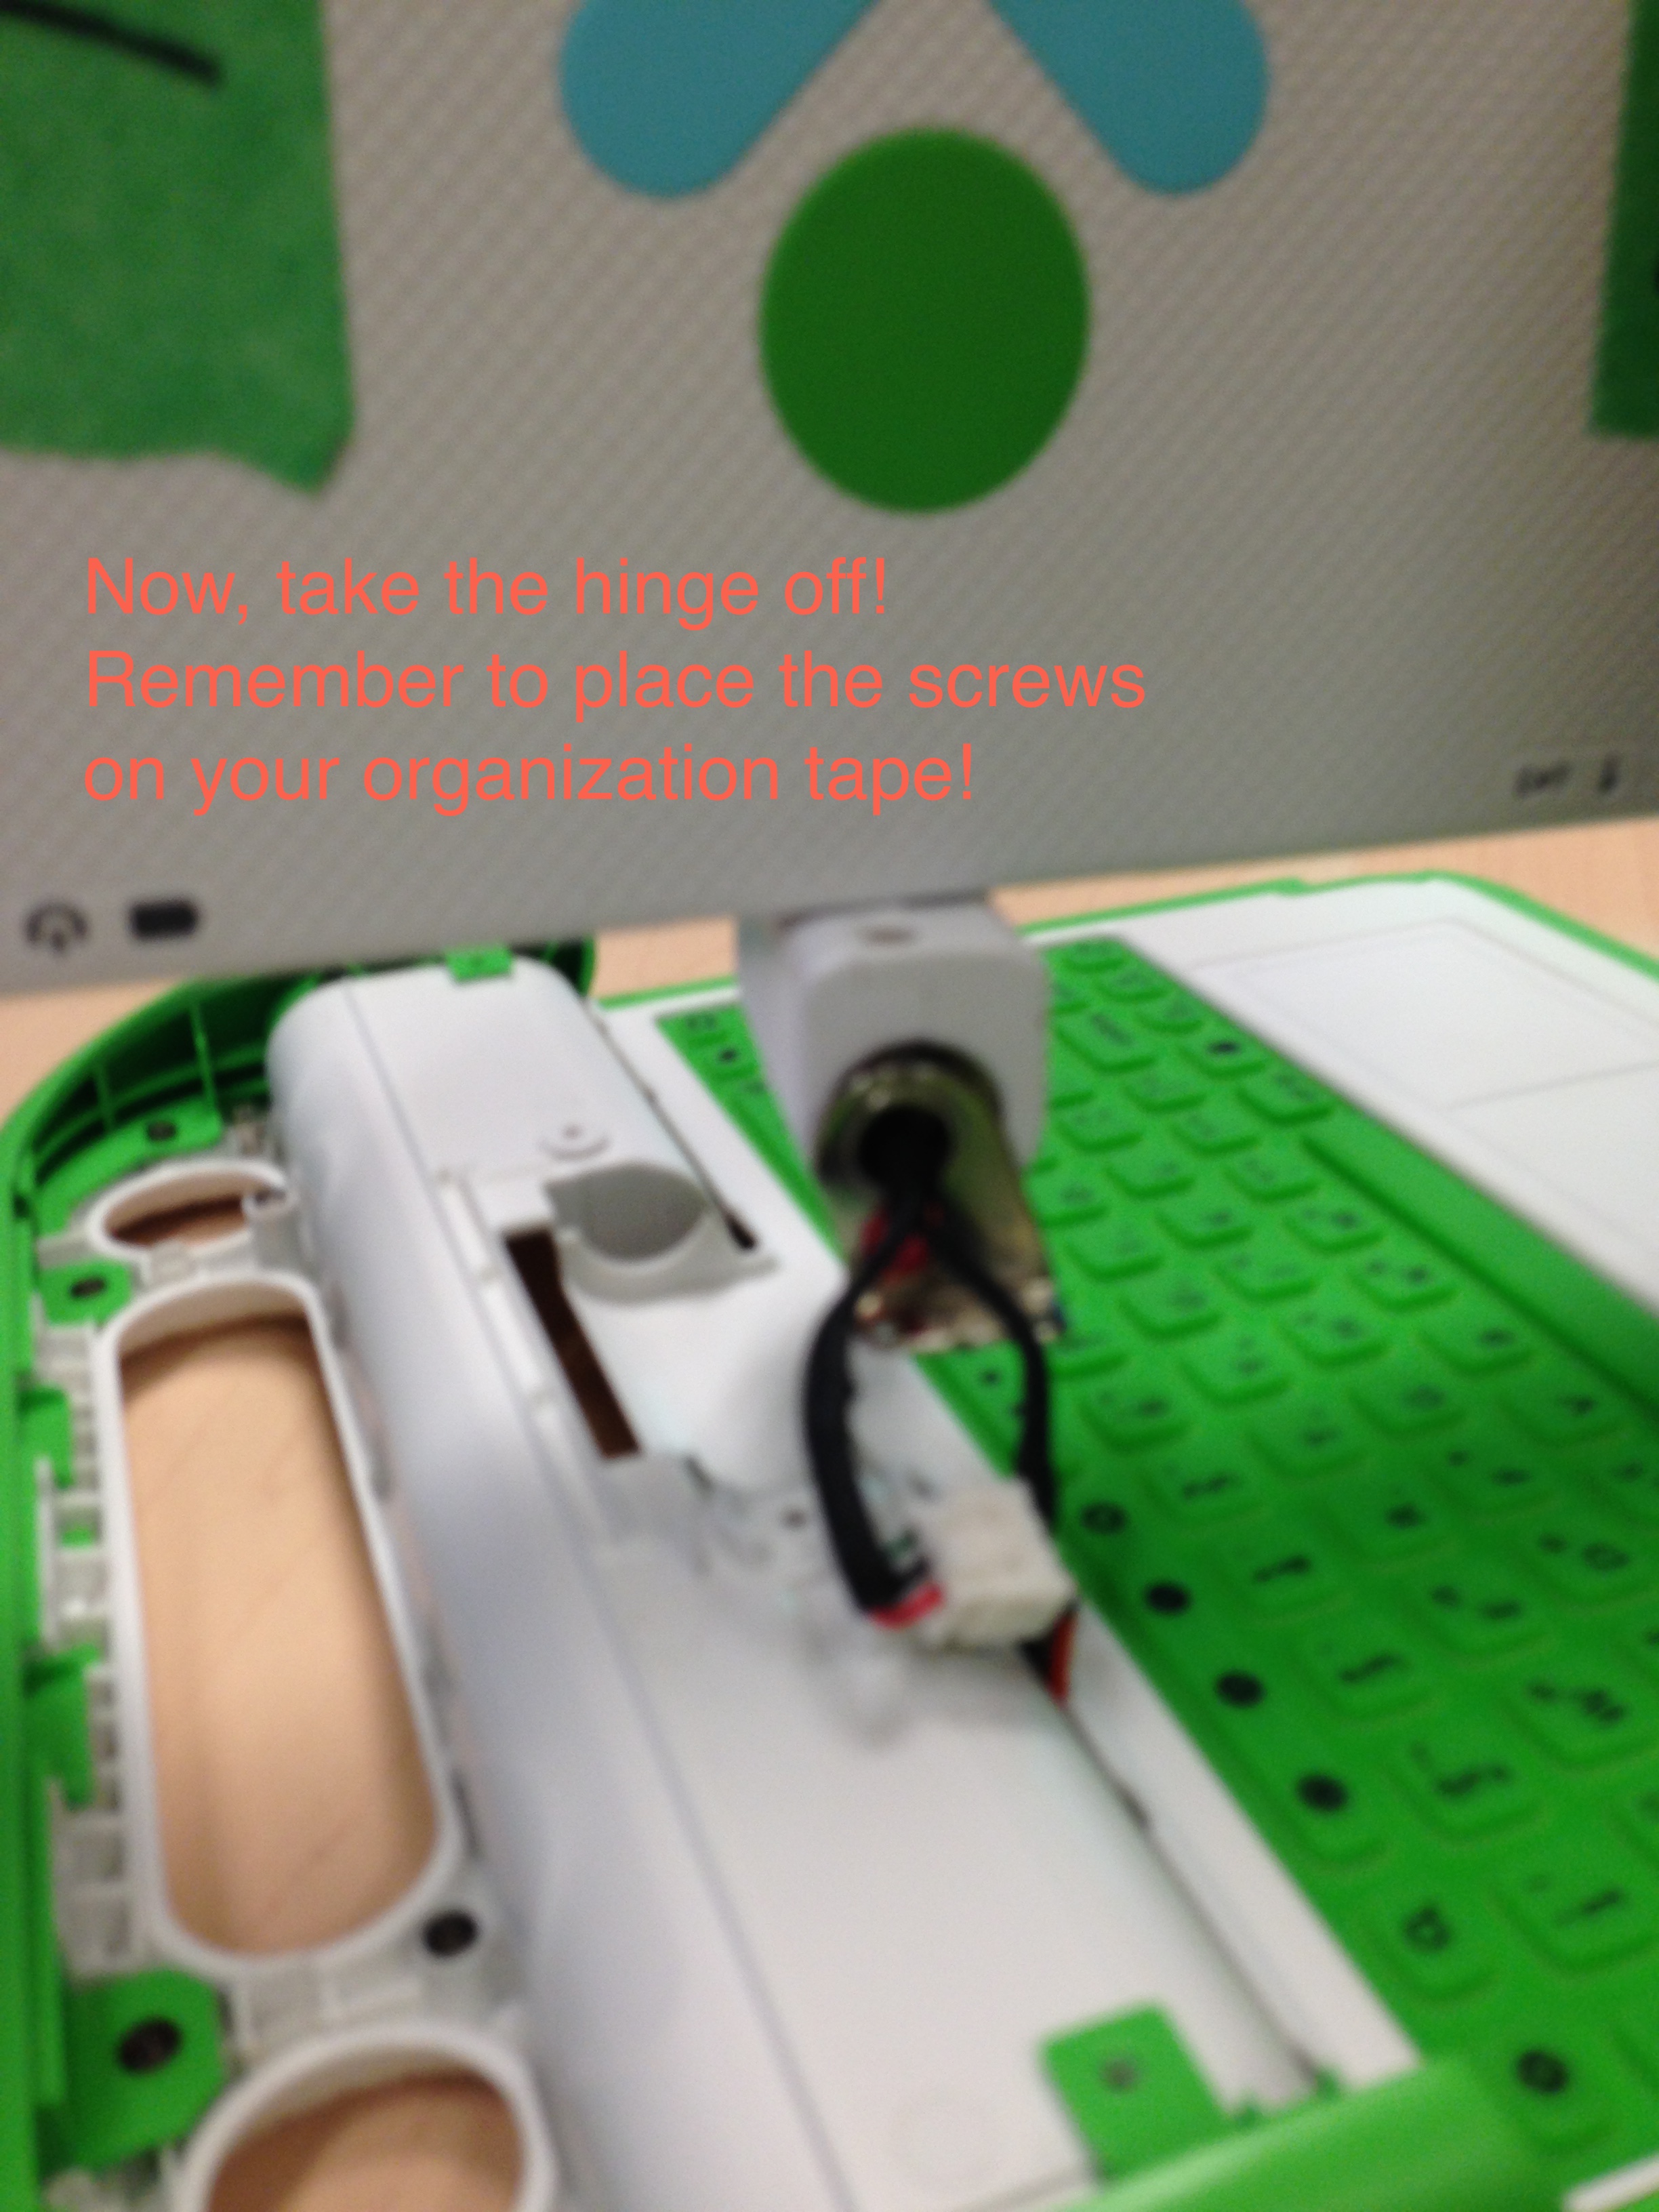 Now, take the hinge off!
Remember to place the screws
on your organization tape!